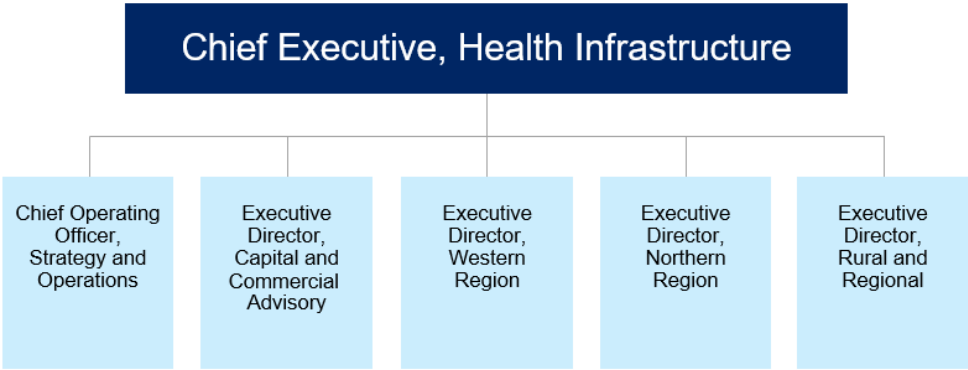 Chief Executive, Health Infrastructure
Chief Operating
Officer,
Strategy and
Operations
Executive
Director,
Capital and
Commercial
Advisory
Executive
Director,
Western
Region
Executive
Director,
Northern
Region
Executive
Director,
Rural and
Regional